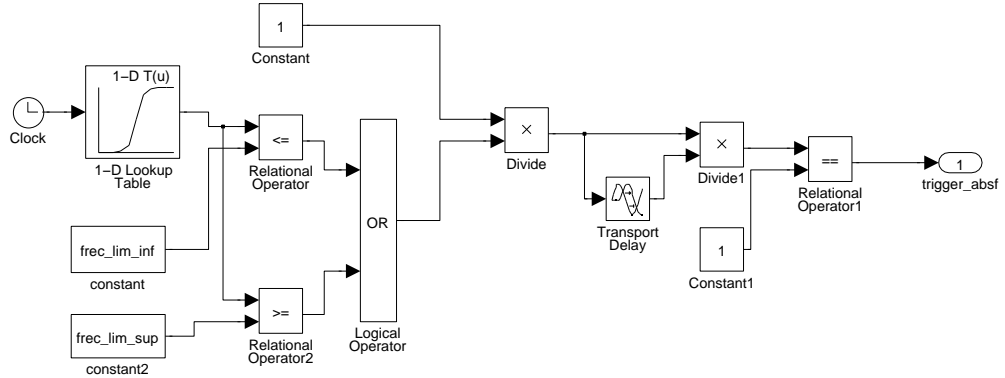 1
Constant
1−D T(u)
Clock
1−D Lookup
Table
<=
Relational
Operator
×
Divide
×
Divide1
==
Relational
Operator1
1
trigger_absf
OR
Transport
Delay
frec_lim_inf
constant
1
Constant1
>=
Relational
Operator2
Logical
Operator
frec_lim_sup
constant2